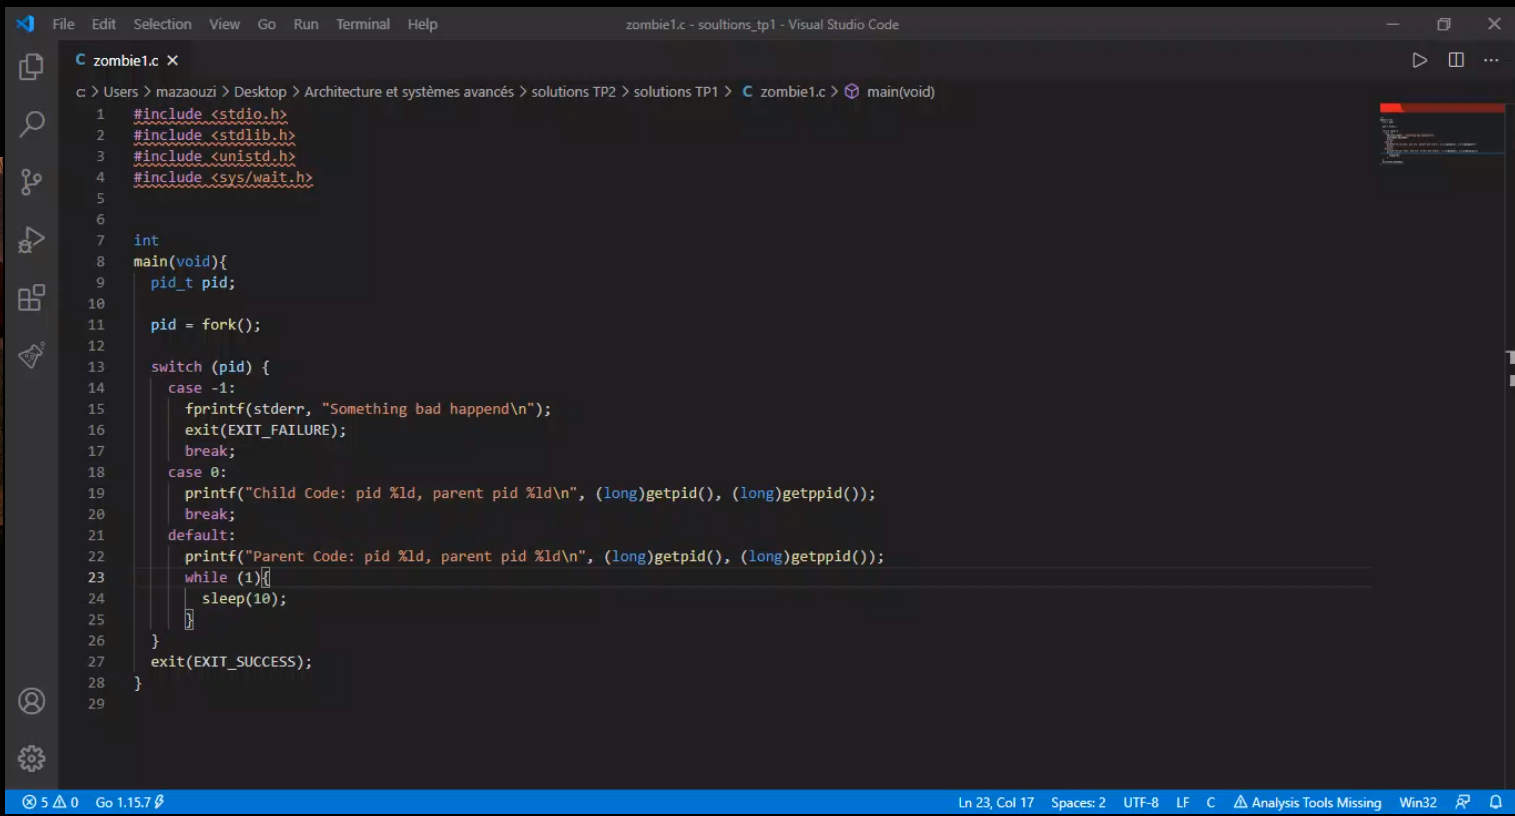 File Edit Selection View Go Run Terminal Help zombie1.c - soultions_tp1 - Visual Studio Code
C zombie1.c
c: > Users > mazaouzi > Desktop > Architecture et systèmes avancés > solutions TP2 > solutions TP1 > C zombie1.c > main(void)
1 #include <stdio.h>
2 #include <stdlib.h>
3 #include <unistd.h>
4 #include <sys/wait.h>
5
6
7 int
8 main(void){
9   pid_t pid;
10
11   pid = fork();
12
13   switch (pid) {
14     case -1:
15       fprintf(stderr, "Something bad happend\n");
16       exit(EXIT_FAILURE);
17       break;
18     case 0:
19       printf("Child Code: pid %ld, parent pid %ld\n", (long)getpid(), (long)getppid());
20       break;
21     default:
22       printf("Parent Code: pid %ld, parent pid %ld\n", (long)getpid(), (long)getppid());
23       while (1){
24         sleep(10);
25       }
26   }
27   exit(EXIT_SUCCESS);
28 }
29
5 0 Go 1.15.7 Ln 23, Col 17 Spaces: 2 UTF-8 LF C Analysis Tools Missing Win32